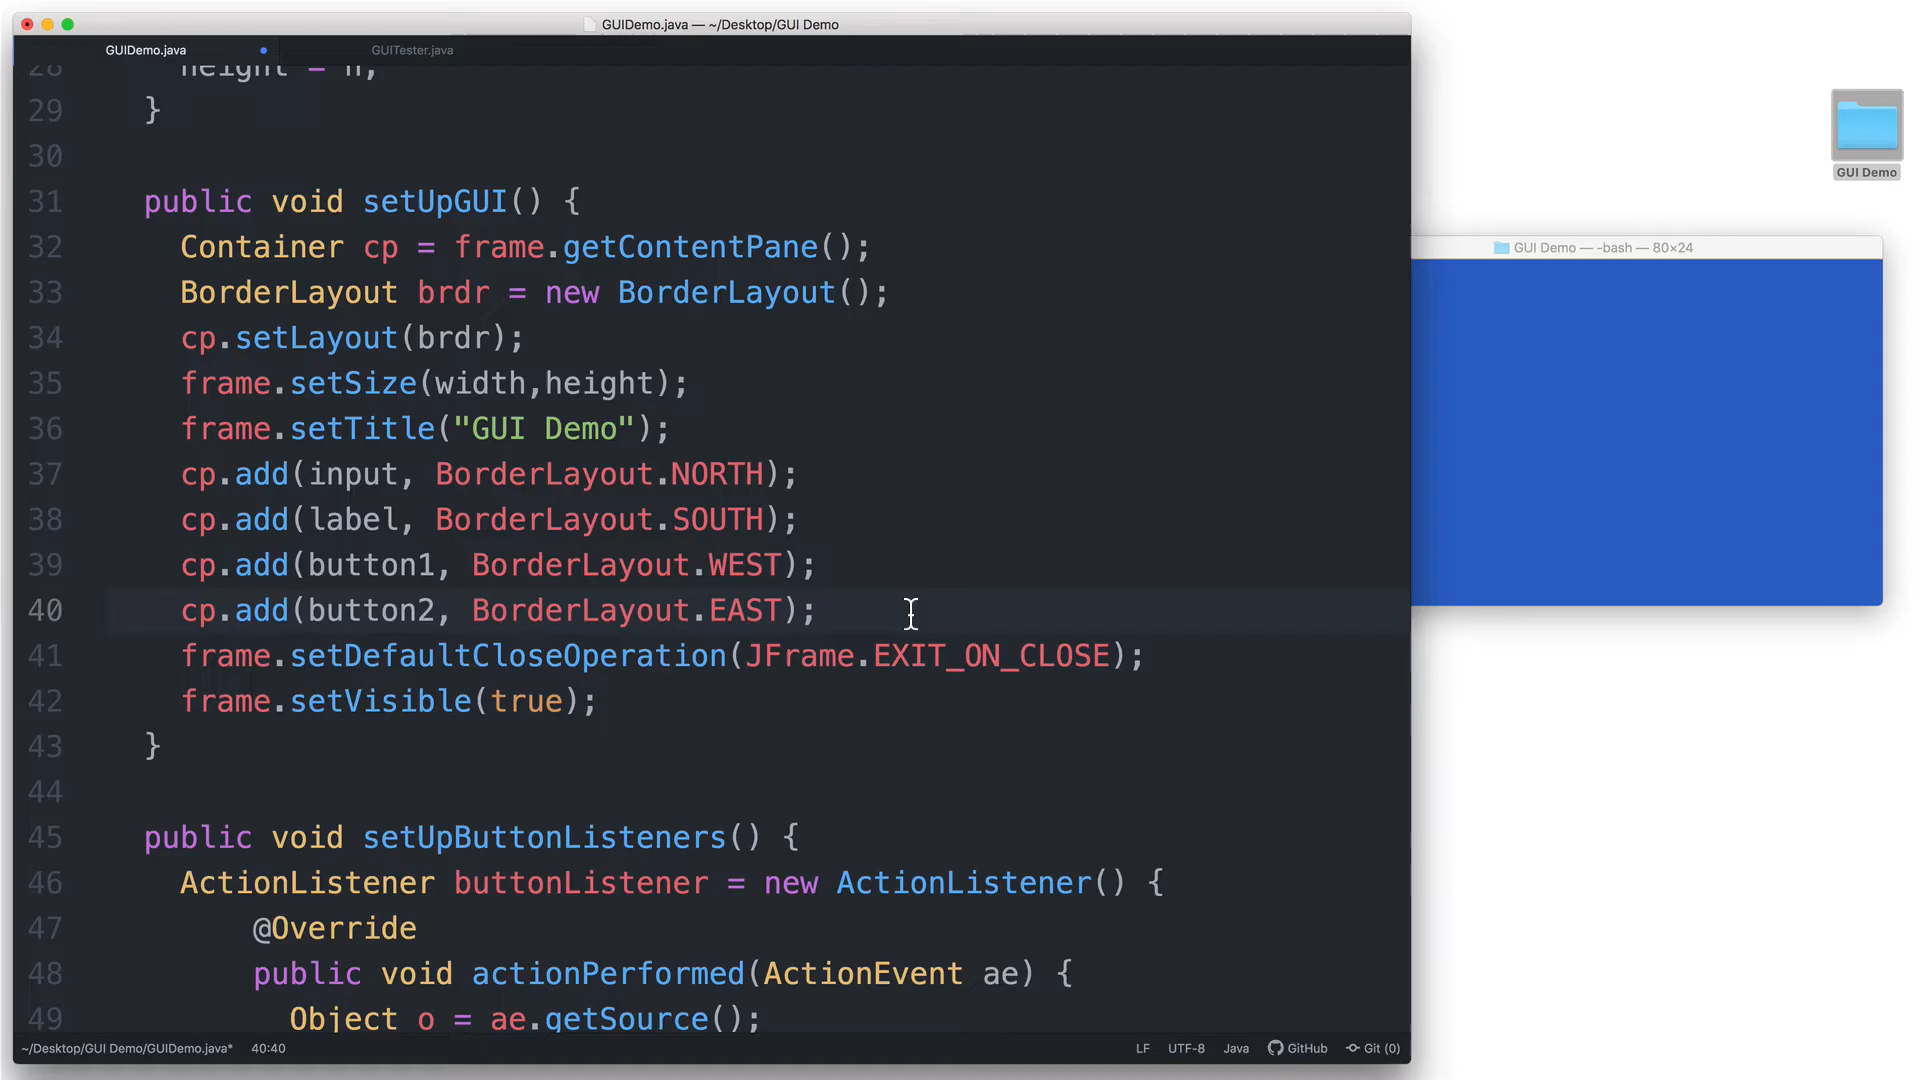 GUIDemo.java — ~/Desktop/GUI Demo
GUIDemo.java
GUITester.java
28 height = h;
29 }
30
31 public void setUpGUI() {
32 Container cp = frame.getContentPane();
33 BorderLayout brdr = new BorderLayout();
34 cp.setLayout(brdr);
35 frame.setSize(width,height);
36 frame.setTitle("GUI Demo");
37 cp.add(input, BorderLayout.NORTH);
38 cp.add(label, BorderLayout.SOUTH);
39 cp.add(button1, BorderLayout.WEST);
40 cp.add(button2, BorderLayout.EAST);
41 frame.setDefaultCloseOperation(JFrame.EXIT_ON_CLOSE);
42 frame.setVisible(true);
43 }
44
45 public void setUpButtonListeners() {
46 ActionListener buttonListener = new ActionListener() {
47 @Override
48 public void actionPerformed(ActionEvent ae) {
49 Object o = ae.getSource();
~/Desktop/GUI Demo/GUIDemo.java* 40:40 LF UTF-8 Java GitHub Git (0)
GUI Demo
GUI Demo — -bash — 80×24